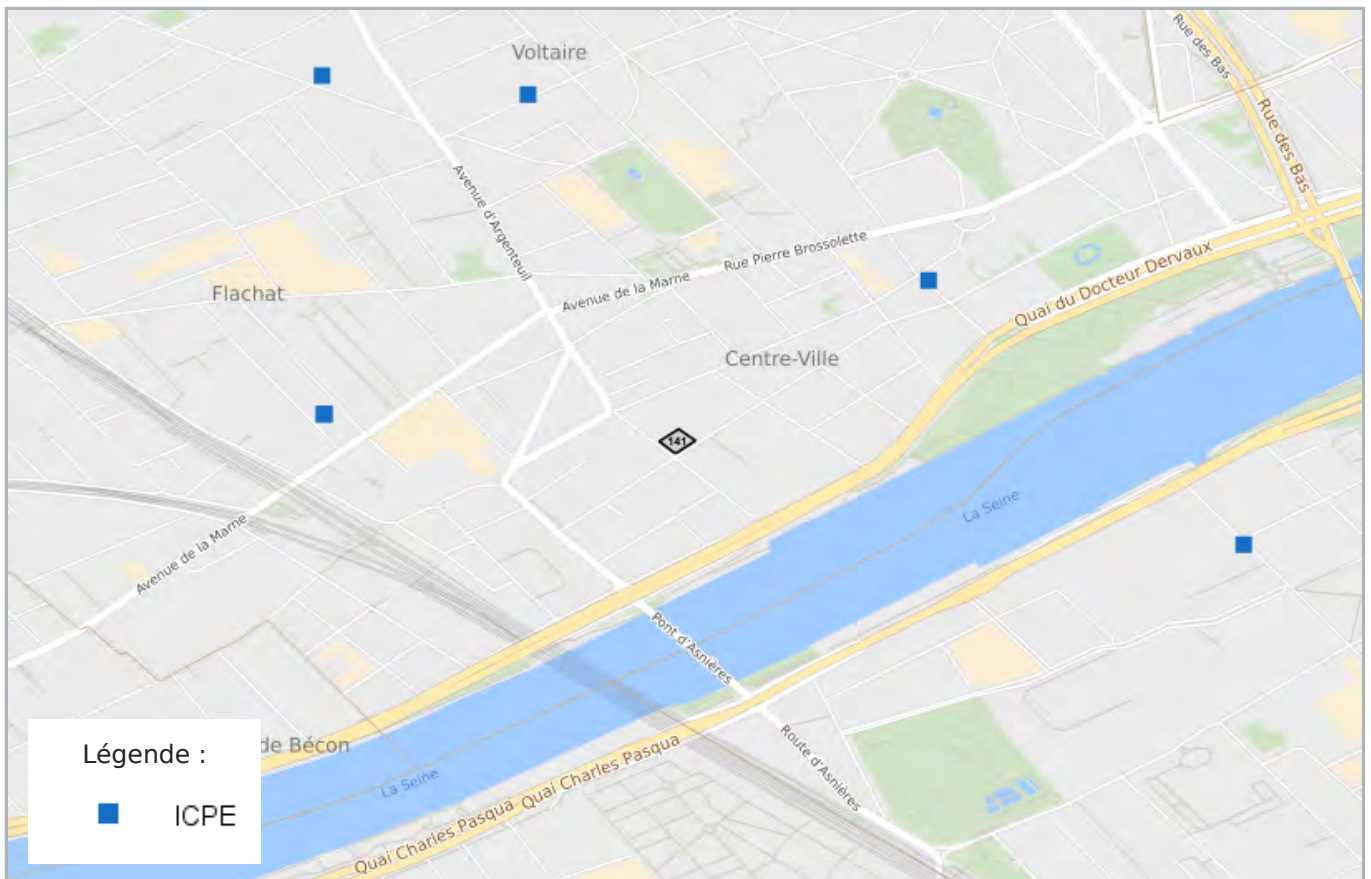 Voltaire
Rue des Bas
Rue des Bas
Avenue d'Argenteuil
Rue Pierre Brossolette
Avenue de la Marne
Quai du Docteur Dervaux
Flachat
Centre-Ville
141
La Seine
Avenue de la Marne
Pont d'Asnières
Route d'Asnières
de Bécon
La Seine
Quai Charles Pasqua
Quai Charles Pasqua
Légende :
ICPE